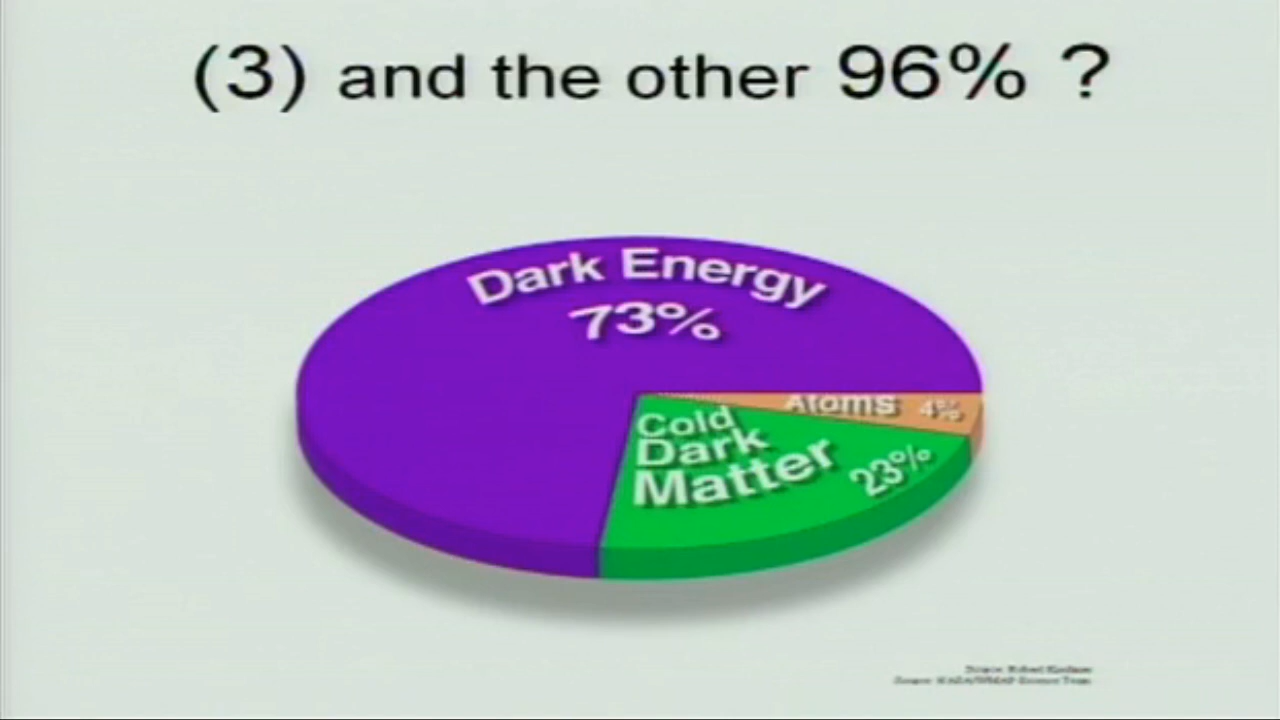 (3) and the other 96% ?
Dark Energy
73%
Atoms 4%
Cold
Dark
Matter 23%